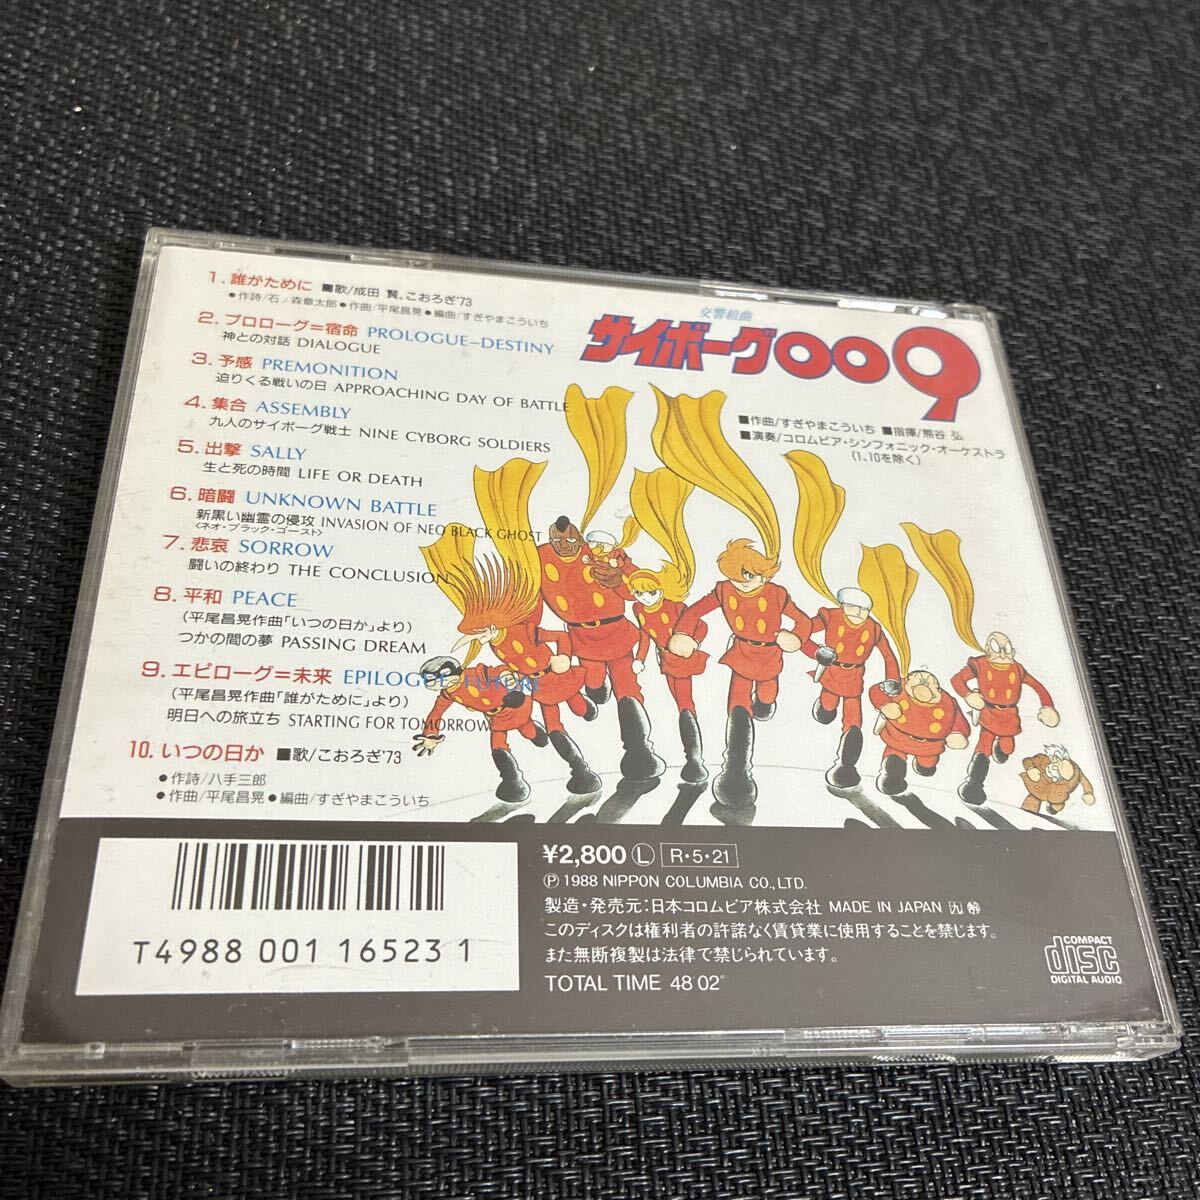 1. 誰がために ■歌/成田 賢、こおろぎ'73
●作詩/石ノ森章太郎●作曲/平尾昌晃●編曲/すぎやまこういち
2. プロローグ=宿命 PROLOGUE–DESTINY
神との対話 DIALOGUE
3. 予感 PREMONITION
迫りくる戦いの日 APPROACHING DAY OF BATTLE
4. 集合 ASSEMBLY
九人のサイボーグ戦士 NINE CYBORG SOLDIERS
5. 出撃 SALLY
生と死の時間 LIFE OR DEATH
6. 暗闘 UNKNOWN BATTLE
新黒い幽霊の侵攻 INVASION OF NEO BLACK GHOST
<ネオ・ブラック・ゴースト>
7. 悲哀 SORROW
闘いの終わり THE CONCLUSION
8. 平和 PEACE
(平尾昌晃作曲「いつの日か」より)
つかの間の夢 PASSING DREAM
9. エピローグ=未来 EPILOGUE–FUTURE
(平尾昌晃作曲「誰がために」より)
明日への旅立ち STARTING FOR TOMORROW
10. いつの日か ■歌/こおろぎ'73
●作詩/八手三郎
●作曲/平尾昌晃●編曲/すぎやまこういち
交響組曲
サイボーグ009
■作曲/すぎやまこういち ■指揮/熊谷 弘
■演奏/コロムビア・シンフォニック・オーケストラ
(1、10を除く)
T4988 001 16523 1
¥2,800 Ⓛ R・5・21
Ⓟ 1988 NIPPON COLUMBIA CO., LTD.
製造・発売元:日本コロムビア株式会社 MADE IN JAPAN
このディスクは権利者の許諾なく賃貸業に使用することを禁じます。
また無断複製は法律で禁じられています。
TOTAL TIME 48'02"
COMPACT
disc
DIGITAL AUDIO